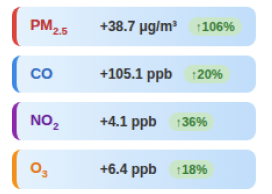 PM2.5 +38.7 µg/m³ ↑106%
CO +105.1 ppb ↑20%
NO2 +4.1 ppb ↑36%
O3 +6.4 ppb ↑18%